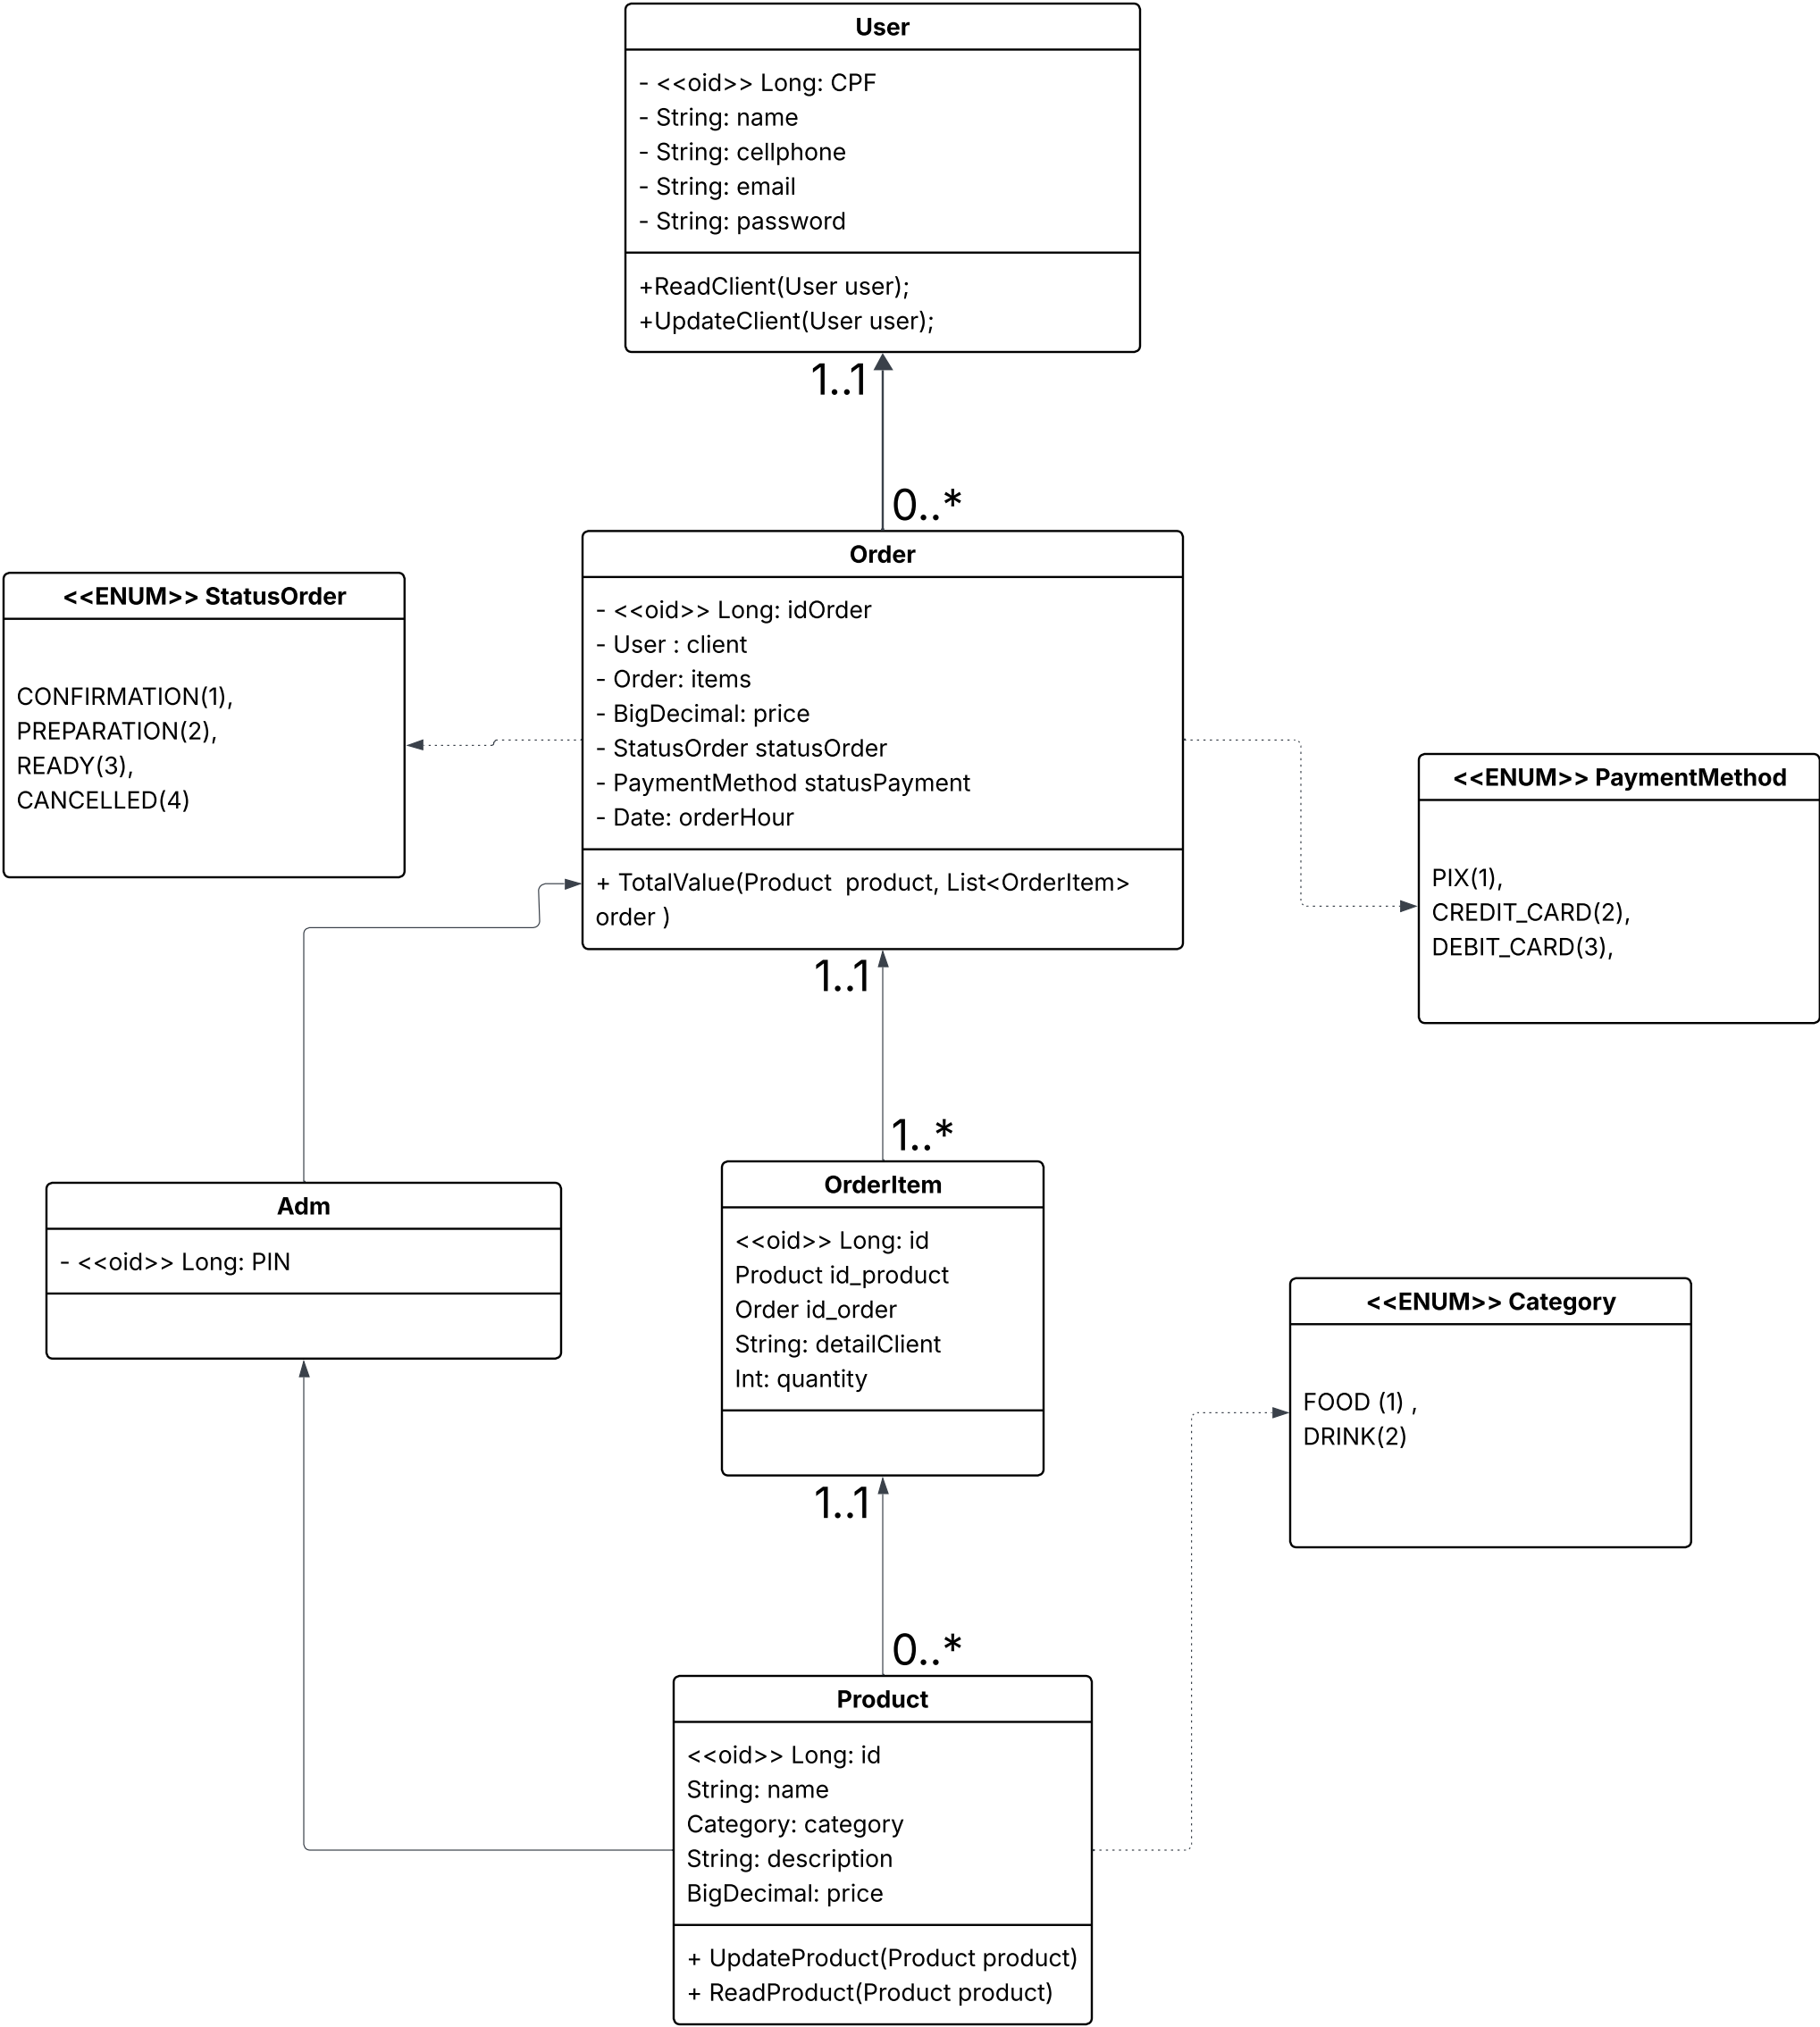 User
- <<oid>> Long: CPF
- String: name
- String: cellphone
- String: email
- String: password
+ReadClient(User user);
+UpdateClient(User user);
1..1
0..*
Order
- <<oid>> Long: idOrder
- User : client
- Order: items
- BigDecimal: price
- StatusOrder statusOrder
- PaymentMethod statusPayment
- Date: orderHour
+ TotalValue(Product  product, List<OrderItem>
order )
<<ENUM>> StatusOrder
CONFIRMATION(1),
PREPARATION(2),
READY(3),
CANCELLED(4)
<<ENUM>> PaymentMethod
PIX(1),
CREDIT_CARD(2),
DEBIT_CARD(3),
1..1
1..*
Adm
- <<oid>> Long: PIN
OrderItem
<<oid>> Long: id
Product id_product
Order id_order
String: detailClient
Int: quantity
<<ENUM>> Category
FOOD (1) ,
DRINK(2)
1..1
0..*
Product
<<oid>> Long: id
String: name
Category: category
String: description
BigDecimal: price
+ UpdateProduct(Product product)
+ ReadProduct(Product product)